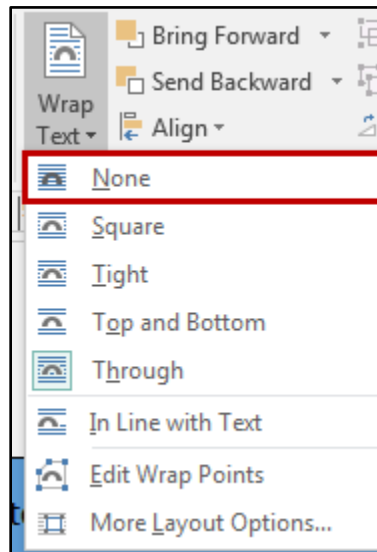 Bring Forward
Send Backward
Wrap
Text
Align
None
Square
Tight
Top and Bottom
Through
In Line with Text
Edit Wrap Points
More Layout Options...